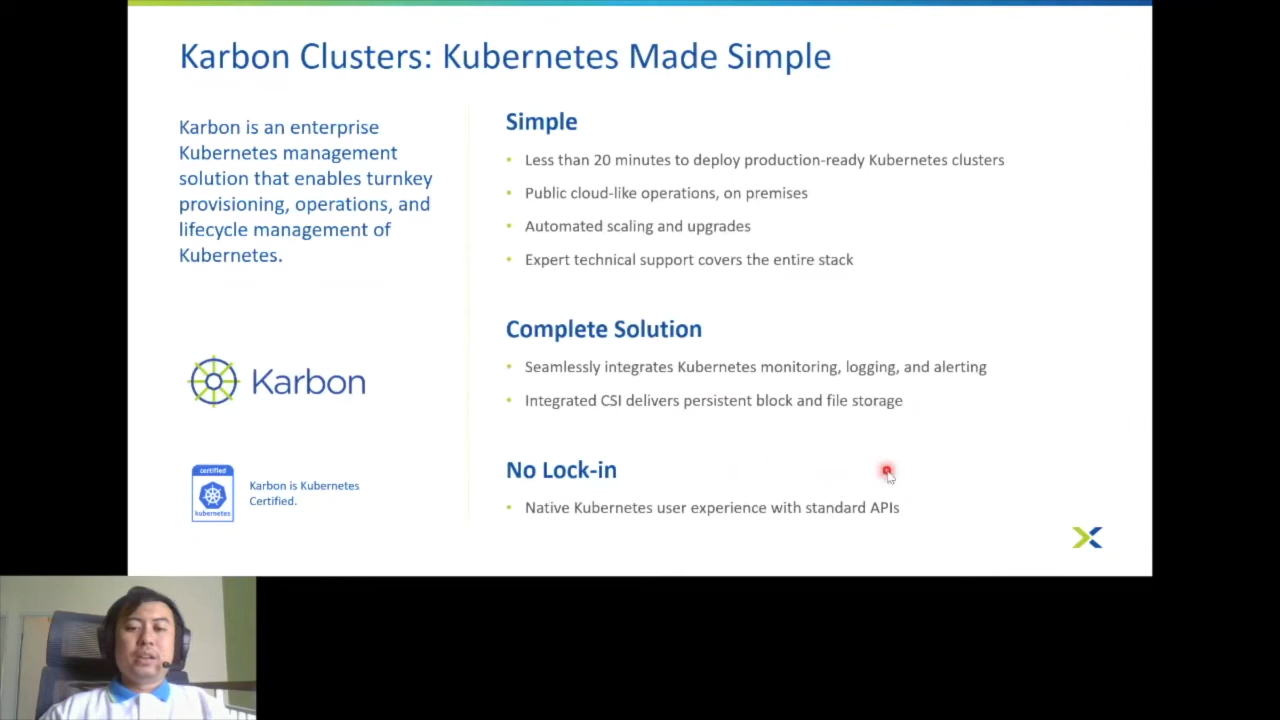 Karbon Clusters: Kubernetes Made Simple
Karbon is an enterprise
Kubernetes management
solution that enables turnkey
provisioning, operations, and
lifecycle management of
Kubernetes.
Karbon
certified
kubernetes
Karbon is Kubernetes
Certified.
Simple
• Less than 20 minutes to deploy production-ready Kubernetes clusters
• Public cloud-like operations, on premises
• Automated scaling and upgrades
• Expert technical support covers the entire stack
Complete Solution
• Seamlessly integrates Kubernetes monitoring, logging, and alerting
• Integrated CSI delivers persistent block and file storage
No Lock-in
• Native Kubernetes user experience with standard APIs